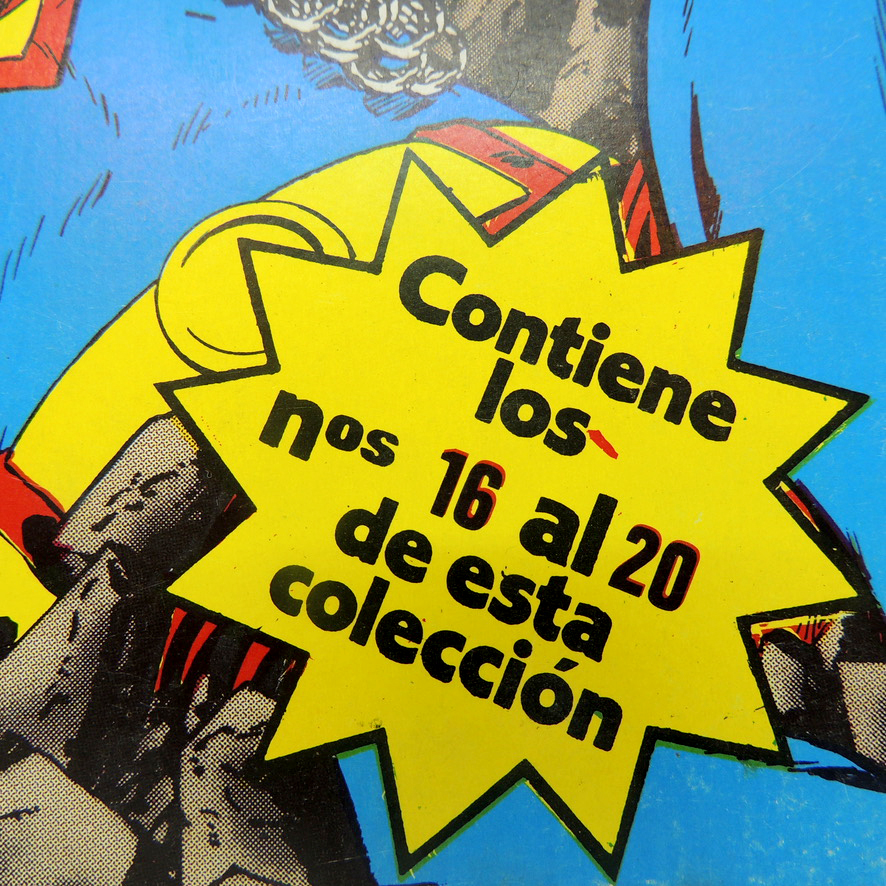 Contiene
los
nos 16 al 20
de esta
colección